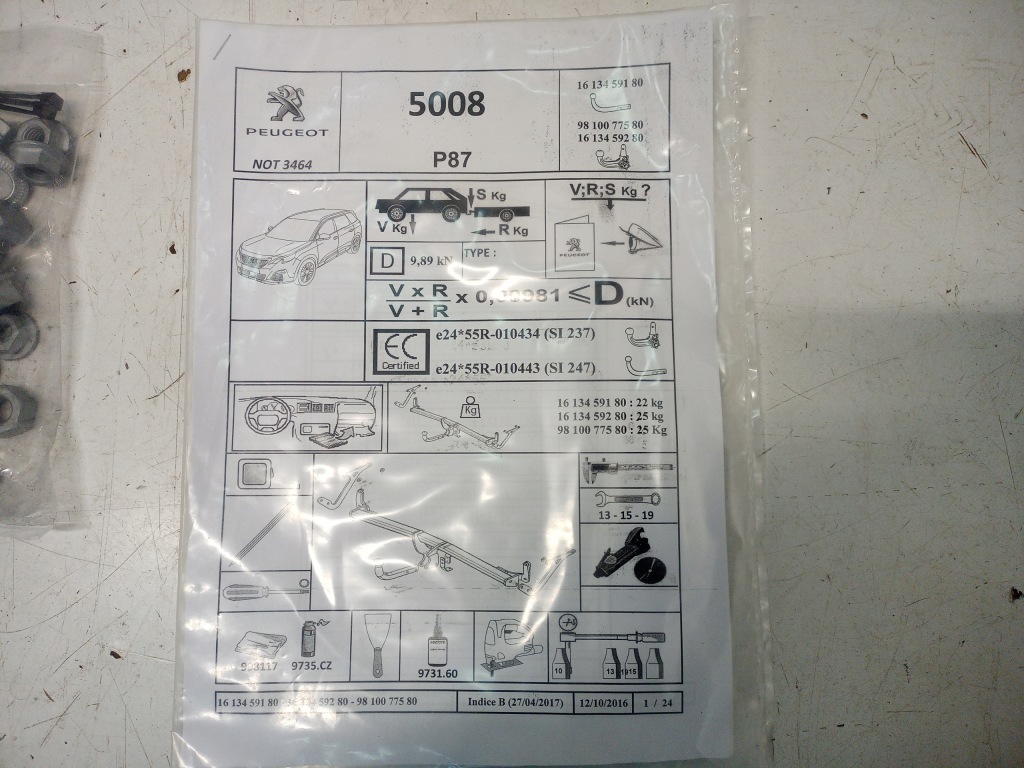 PEUGEOT
NOT 3464
5008
P87
16 134 591 80
98 100 775 80
16 134 592 80
S Kg
V Kg
R Kg
V;R;S Kg ?
PEUGEOT
D 9,89 kN TYPE :
V x R
V + R
x ≤ D (kN)
EC
Certified
e24*55R-010434 (SI 237)
e24*55R-010443 (SI 247)
Kg
16 134 591 80 : 22 kg
16 134 592 80 : 25 kg
98 100 775 80 : 25 Kg
13 - 15 - 19
9735.CZ
9731.60
10
13
16 134 591 80 - 134 592 80 - 98 100 775 80
Indice B (27/04/2017)
12/10/2016
1 / 24